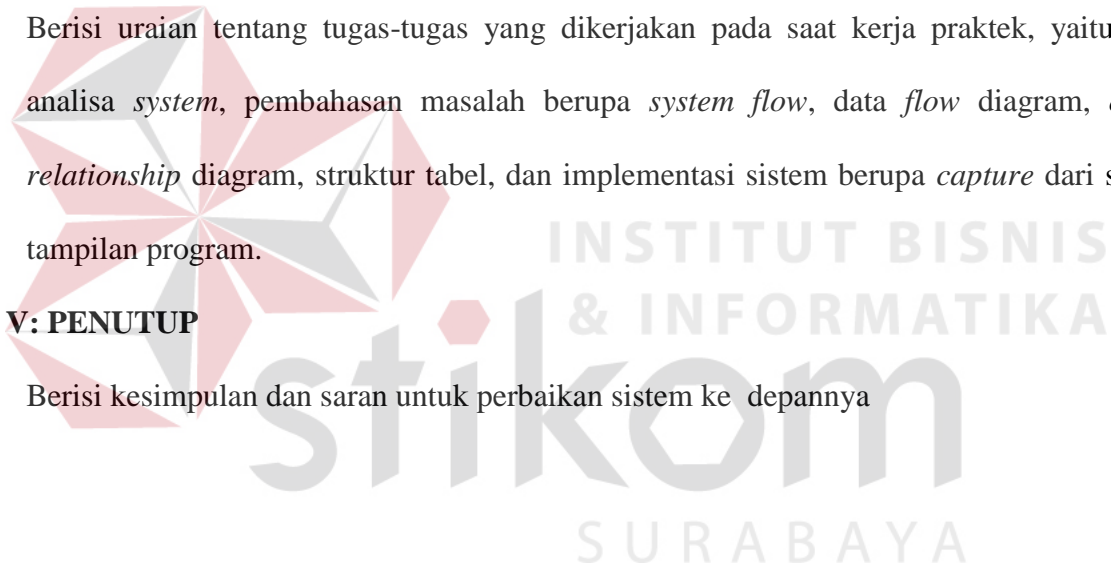 Berisi uraian tentang tugas-tugas yang dikerjakan pada saat kerja praktek, yaitu
analisa system, pembahasan masalah berupa system flow, data flow diagram,
relationship diagram, struktur tabel, dan implementasi sistem berupa capture dari
tampilan program.
V: PENUTUP
Berisi kesimpulan dan saran untuk perbaikan sistem ke depannya
INSTITUT BISNIS
& INFORMATIKA
stikom
SURABAYA